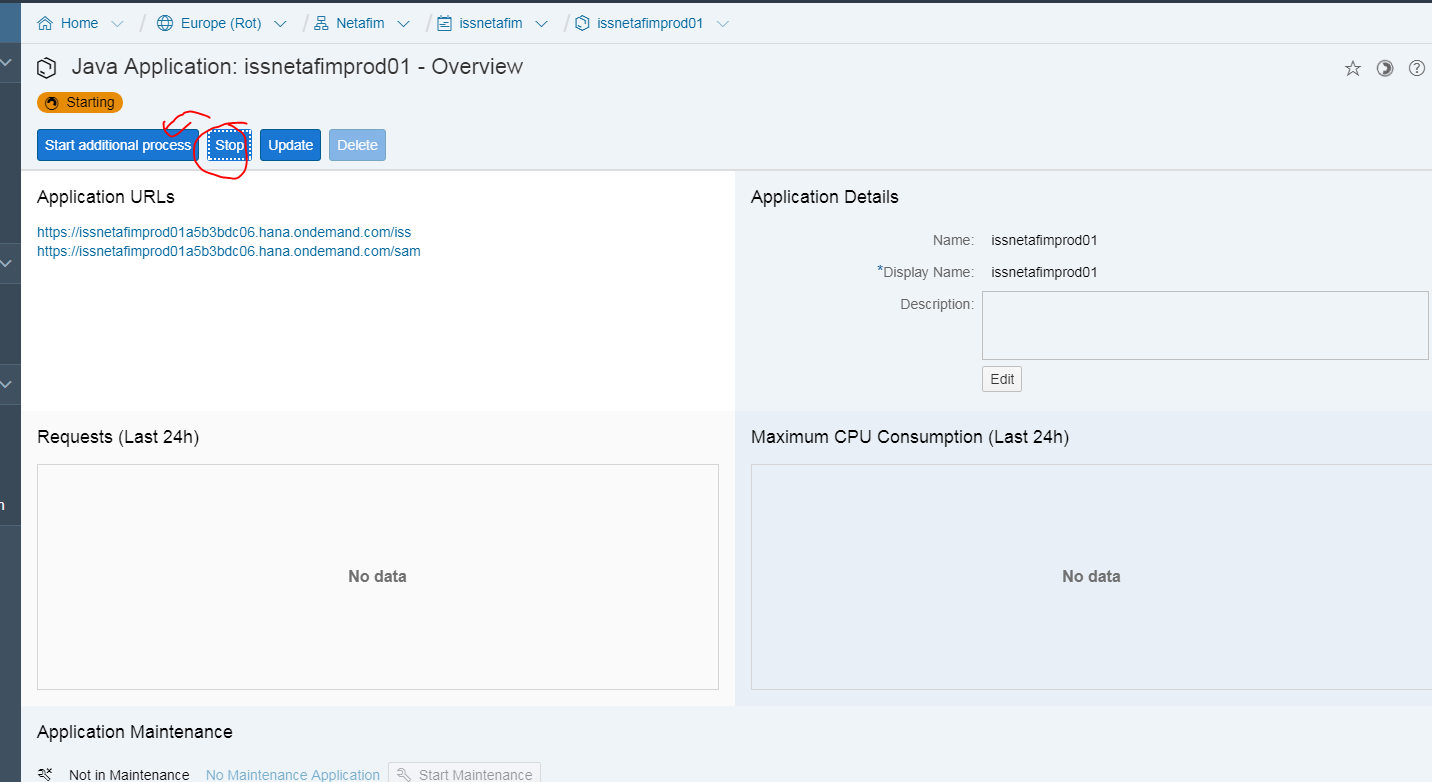 Home / Europe (Rot) / Netafim / issnetafim / issnetafimprod01
Java Application: issnetafimprod01 - Overview
Starting
Start additional process Stop Update Delete
Application URLs
https://issnetafimprod01a5b3bdc06.hana.ondemand.com/iss
https://issnetafimprod01a5b3bdc06.hana.ondemand.com/sam
Application Details
Name: issnetafimprod01
*Display Name: issnetafimprod01
Description:
Edit
Requests (Last 24h)
No data
Maximum CPU Consumption (Last 24h)
No data
Application Maintenance
Not in Maintenance No Maintenance Application Start Maintenance